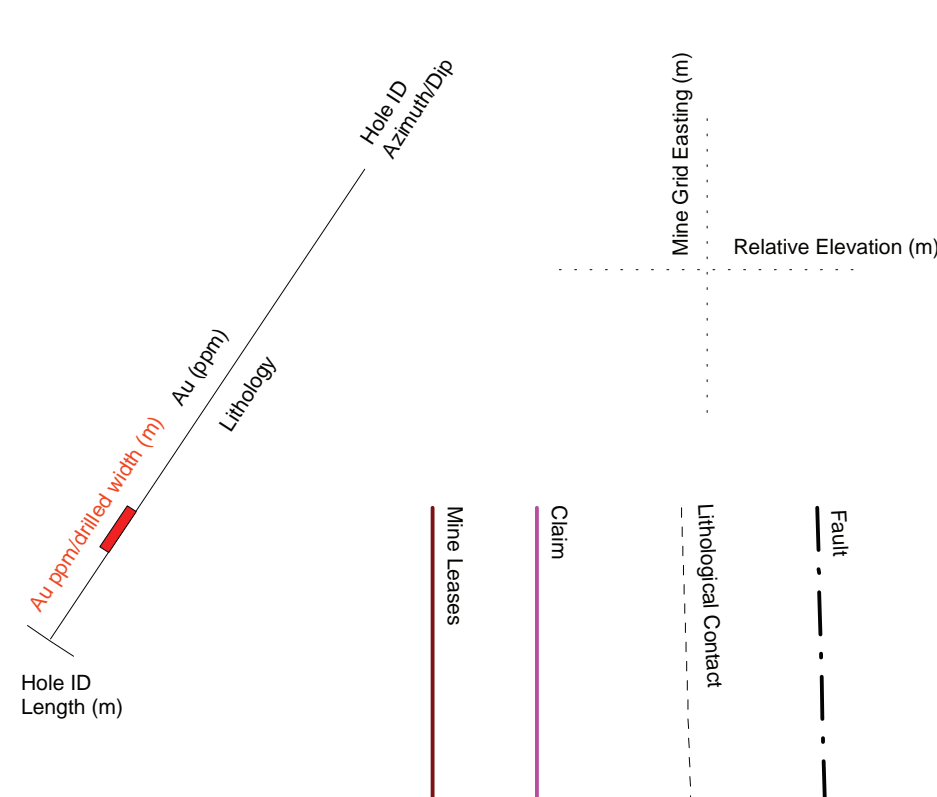 Hole ID
Azimuth/Dip
Mine Grid Easting (m)
Relative Elevation (m)
Au (ppm)
Lithology
Au ppm/drilled width (m)
Hole ID
Length (m)
Mine Leases
Claim
Lithological Contact
Fault